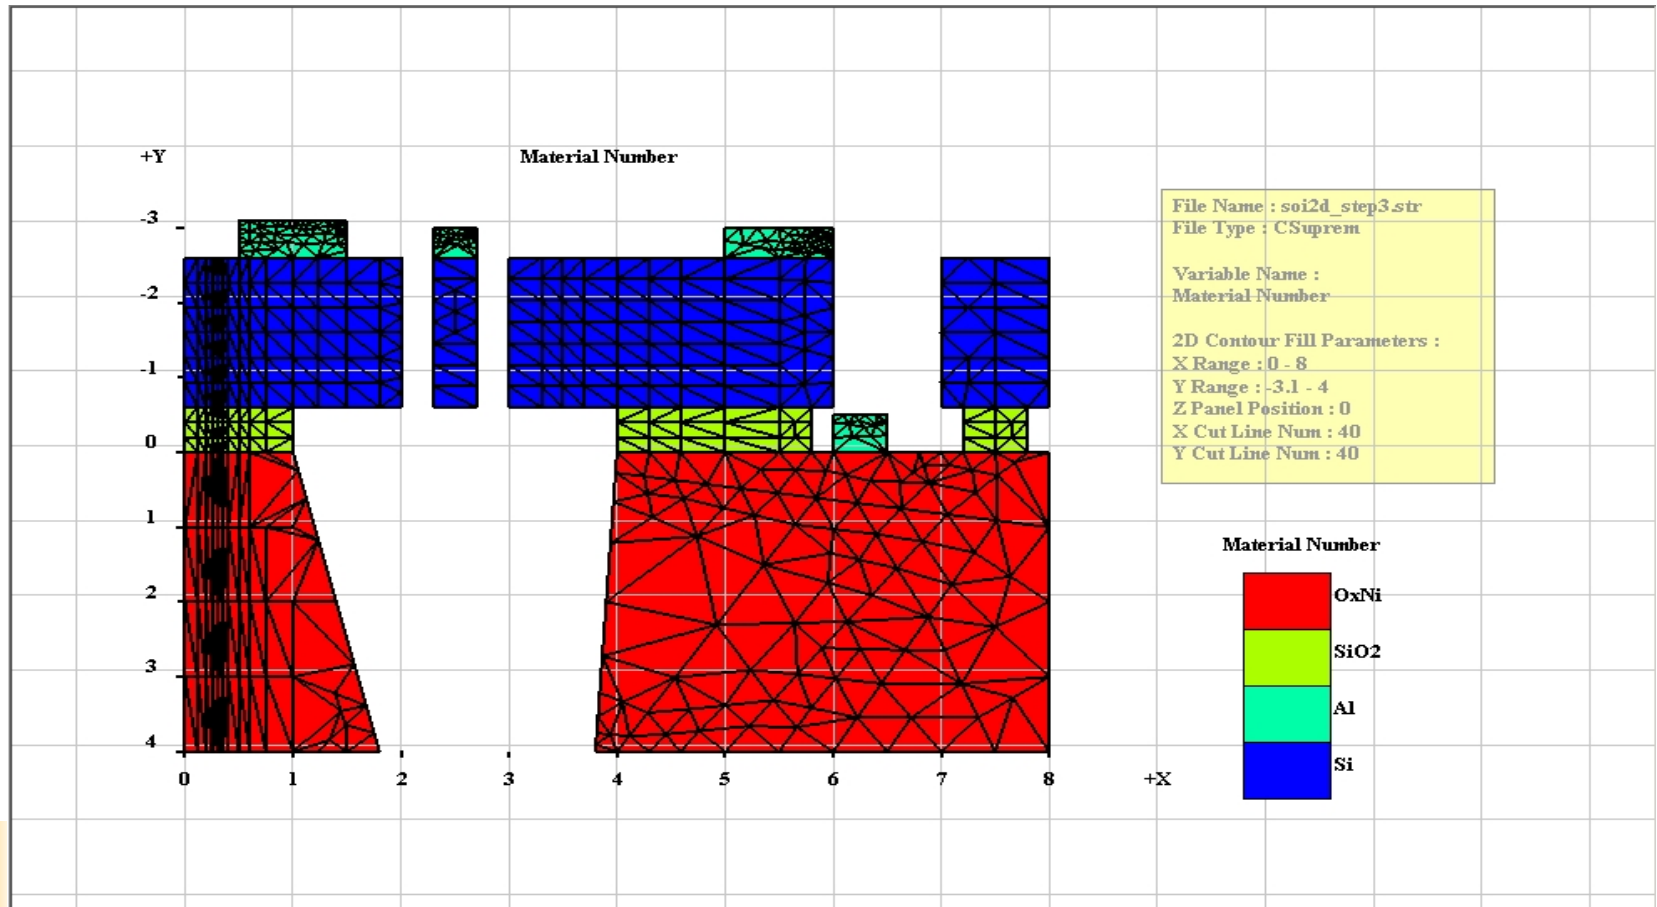 +Y
Material Number
-3
-2
-1
0
1
2
3
4
0 1 2 3 4 5 6 7 8 +X
File Name : soi2d_step3.str
File Type : CSuprem
Variable Name :
Material Number
2D Contour Fill Parameters :
X Range : 0 - 8
Y Range : -3.1 - 4
Z Panel Position : 0
X Cut Line Num : 40
Y Cut Line Num : 40
Material Number
OxNi
SiO2
Al
Si